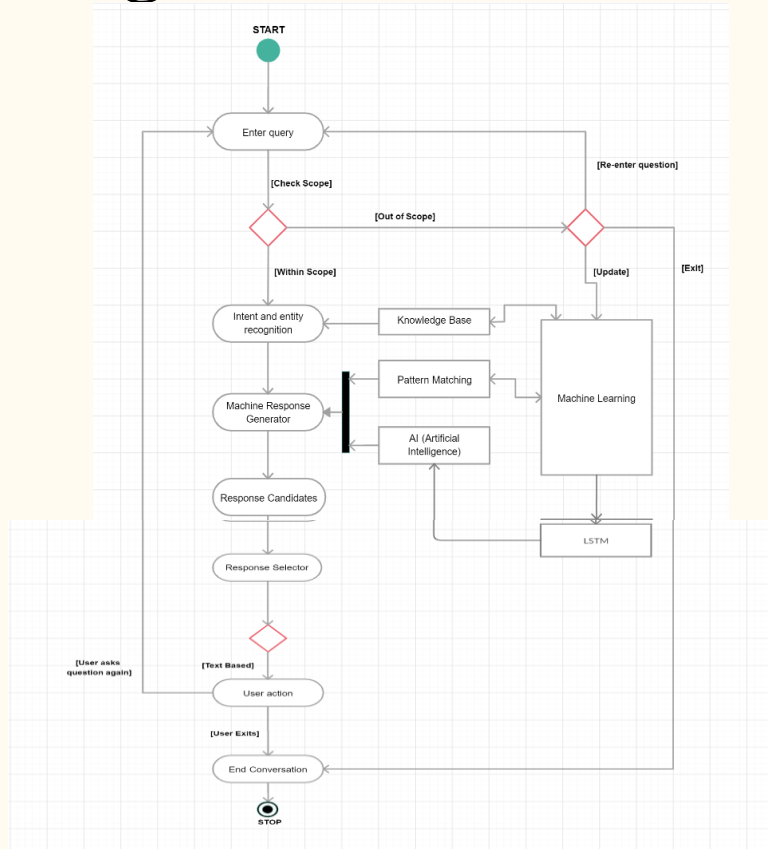 START
Enter query
[Re-enter question]
[Check Scope]
[Out of Scope]
[Within Scope]
[Update]
[Exit]
Intent and entity
recognition
Knowledge Base
Pattern Matching
Machine Learning
Machine Response
Generator
AI (Artificial
Intelligence)
Response Candidates
LSTM
Response Selector
[User asks
question again]
[Text Based]
User action
[User Exits]
End Conversation
STOP